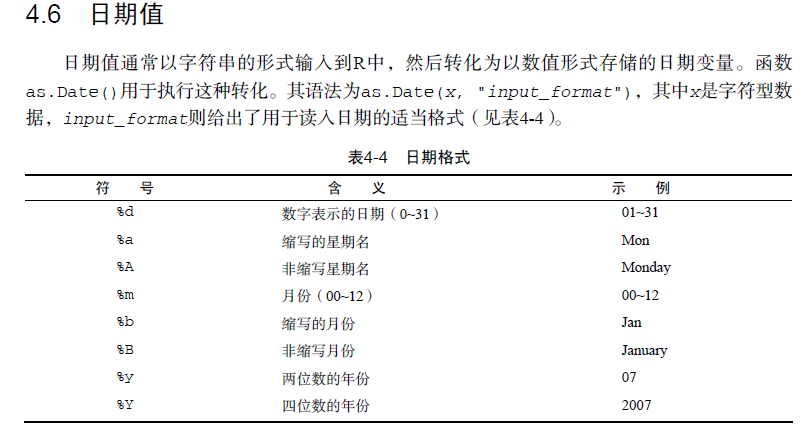 4.6 日期值
日期值通常以字符串的形式输入到R中，然后转化为以数值形式存储的日期变量。函数
as.Date()用于执行这种转化。其语法为as.Date(x, "input_format")，其中x是字符型数
据，input_format则给出了用于读入日期的适当格式（见表4-4）。
表4-4 日期格式
符 号 含 义 示 例
%d 数字表示的日期（0~31） 01~31
%a 缩写的星期名 Mon
%A 非缩写星期名 Monday
%m 月份（00~12） 00~12
%b 缩写的月份 Jan
%B 非缩写月份 January
%y 两位数的年份 07
%Y 四位数的年份 2007